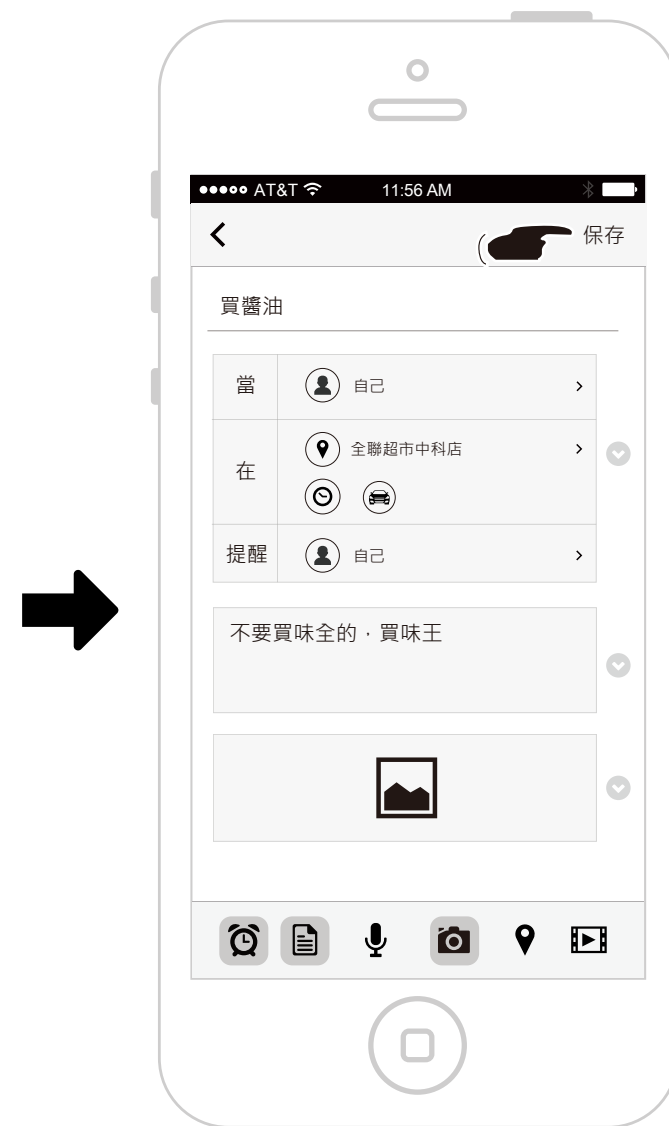 AT&T 11:56 AM
保存
買醬油
當 自己
在 全聯超市中科店
提醒 自己
不要買味全的，買味王